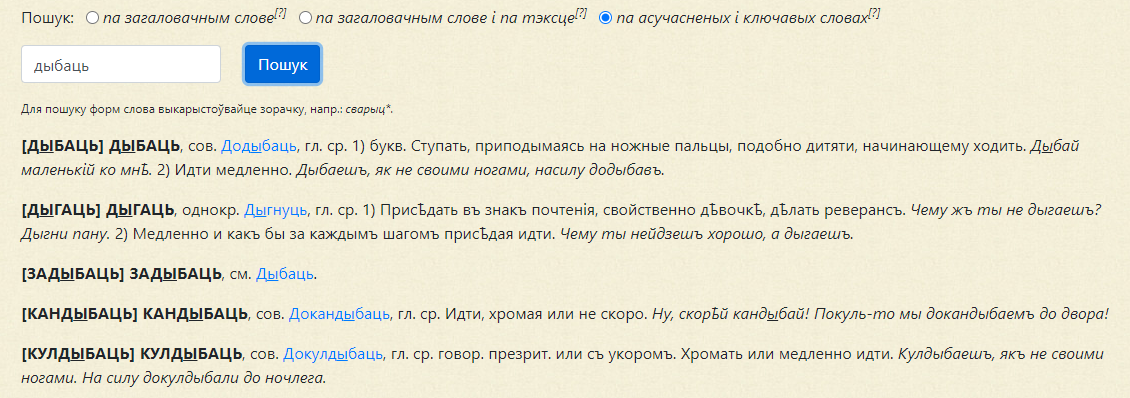 Пошук: па загаловачным слове[?] па загаловачным слове і па тэксце[?] па асучасненых і ключавых словах[?]
дыбаць Пошук
Для пошуку форм слова выкарыстоўвайце зорачку, напр.: сварыц*.
[ДЫБАЦЬ] ДЫБАЦЬ, сов. Додыбаць, гл. ср. 1) букв. Ступать, приподымаясь на ножные пальцы, подобно дитяти, начинающему ходить. Дыбай
маленькій ко мнѣ. 2) Идти медленно. Дыбаешъ, як не своими ногами, насилу додыбавъ.
[ДЫГАЦЬ] ДЫГАЦЬ, однокр. Дыгнуць, гл. ср. 1) Присѣдать въ знакъ почтенія, свойственно дѣвочкѣ, дѣлать реверансъ. Чему жъ ты не дыгаешъ?
Дыгни пану. 2) Медленно и какъ бы за каждымъ шагомъ присѣдая идти. Чему ты нейдзешъ хорошо, а дыгаешъ.
[ЗАДЫБАЦЬ] ЗАДЫБАЦЬ, см. Дыбаць.
[КАНДЫБАЦЬ] КАНДЫБАЦЬ, сов. Докандыбаць, гл. ср. Идти, хромая или не скоро. Ну, скорѣй кандыбай! Покуль-то мы докандыбаемъ до двора!
[КУЛДЫБАЦЬ] КУЛДЫБАЦЬ, сов. Докулдыбаць, гл. ср. говор. презрит. или съ укоромъ. Хромать или медленно идти. Кулдыбаешъ, якъ не своими
ногами. На силу докулдыбали до ночлега.